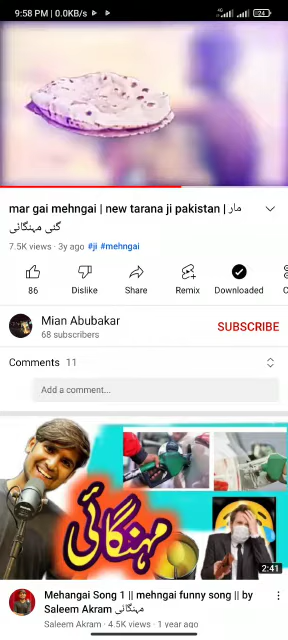 9:58 PM | 0.0KB/s
24
mar gai mehngai | new tarana ji pakistan | مار
گئی مہنگائی
7.5K views · 3y ago #ji #mehngai
86 Dislike Share Remix Downloaded
Mian Abubakar
68 subscribers
SUBSCRIBE
Comments 11
Add a comment...
مہنگائی
2:41
Mehangai Song 1 || mehngai funny song || by
Saleem Akram مہنگائی
Saleem Akram · 4.5K views · 1 year ago